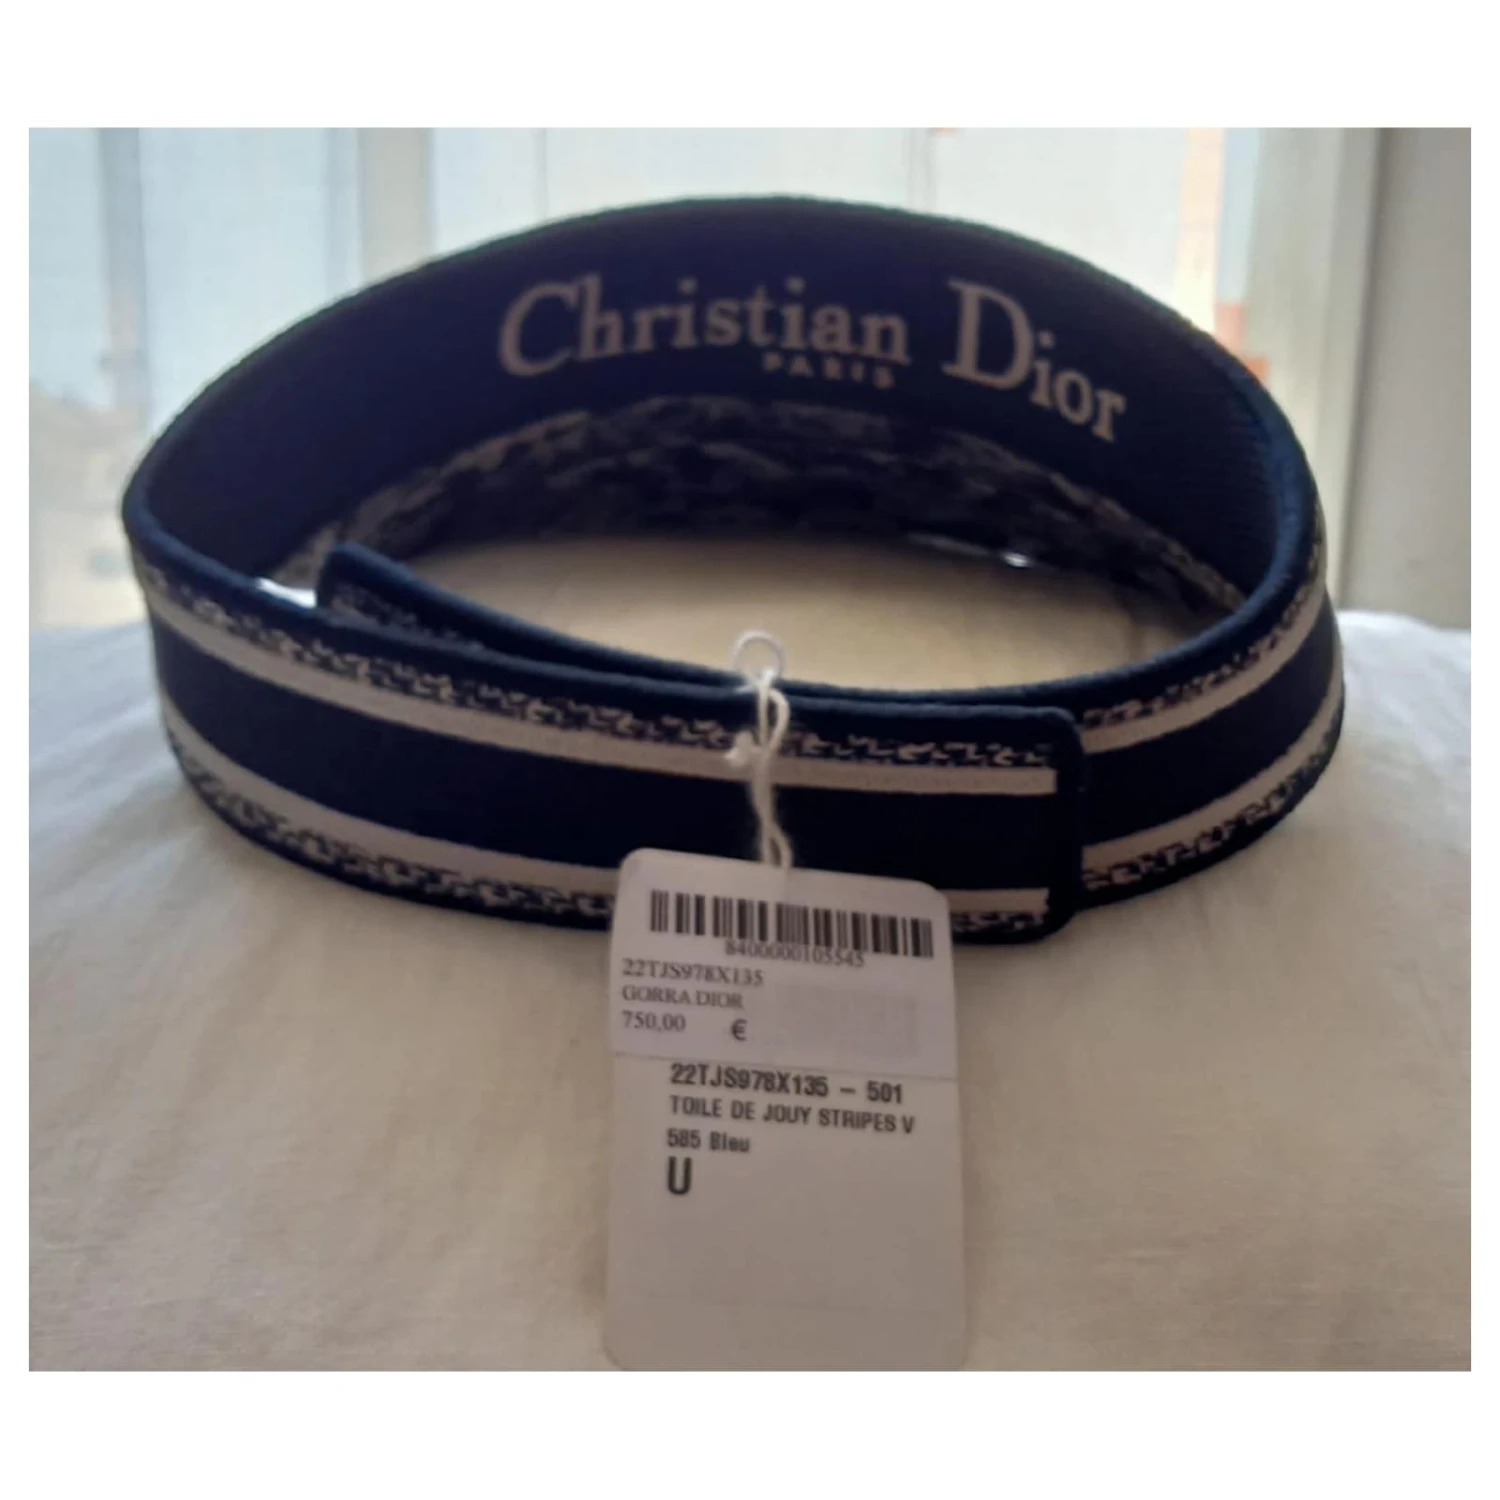 Christian Dior
PARIS
8400000105545
22TJS978X135
GORRA DIOR
750,00 €
22TJS978X135 – 501
TOILE DE JOUY STRIPES V
585 Bleu
U